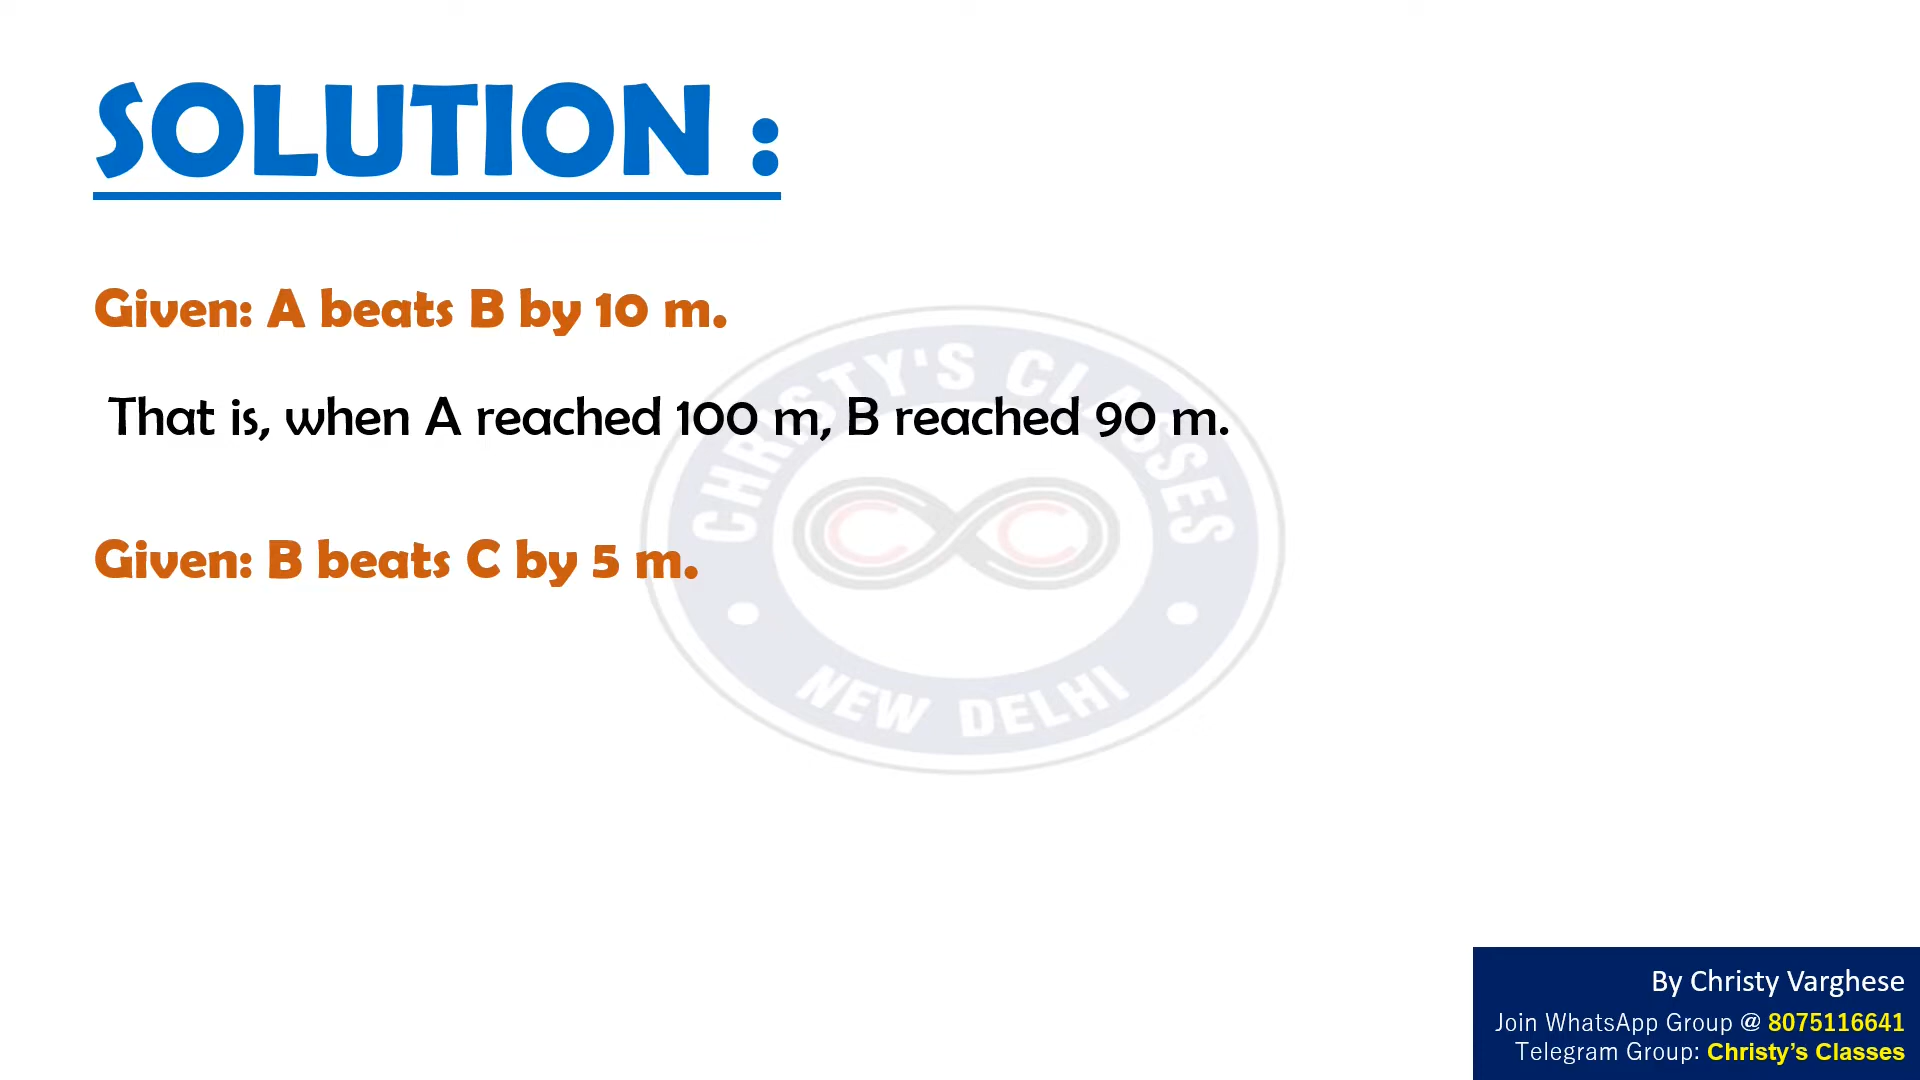 SOLUTION :
Given: A beats B by 10 m.
That is, when A reached 100 m, B reached 90 m.
Given: B beats C by 5 m.
CHRISTY'S CLASSES
CC
NEW DELHI
By Christy Varghese
Join WhatsApp Group @ 8075116641
Telegram Group: Christy’s Classes